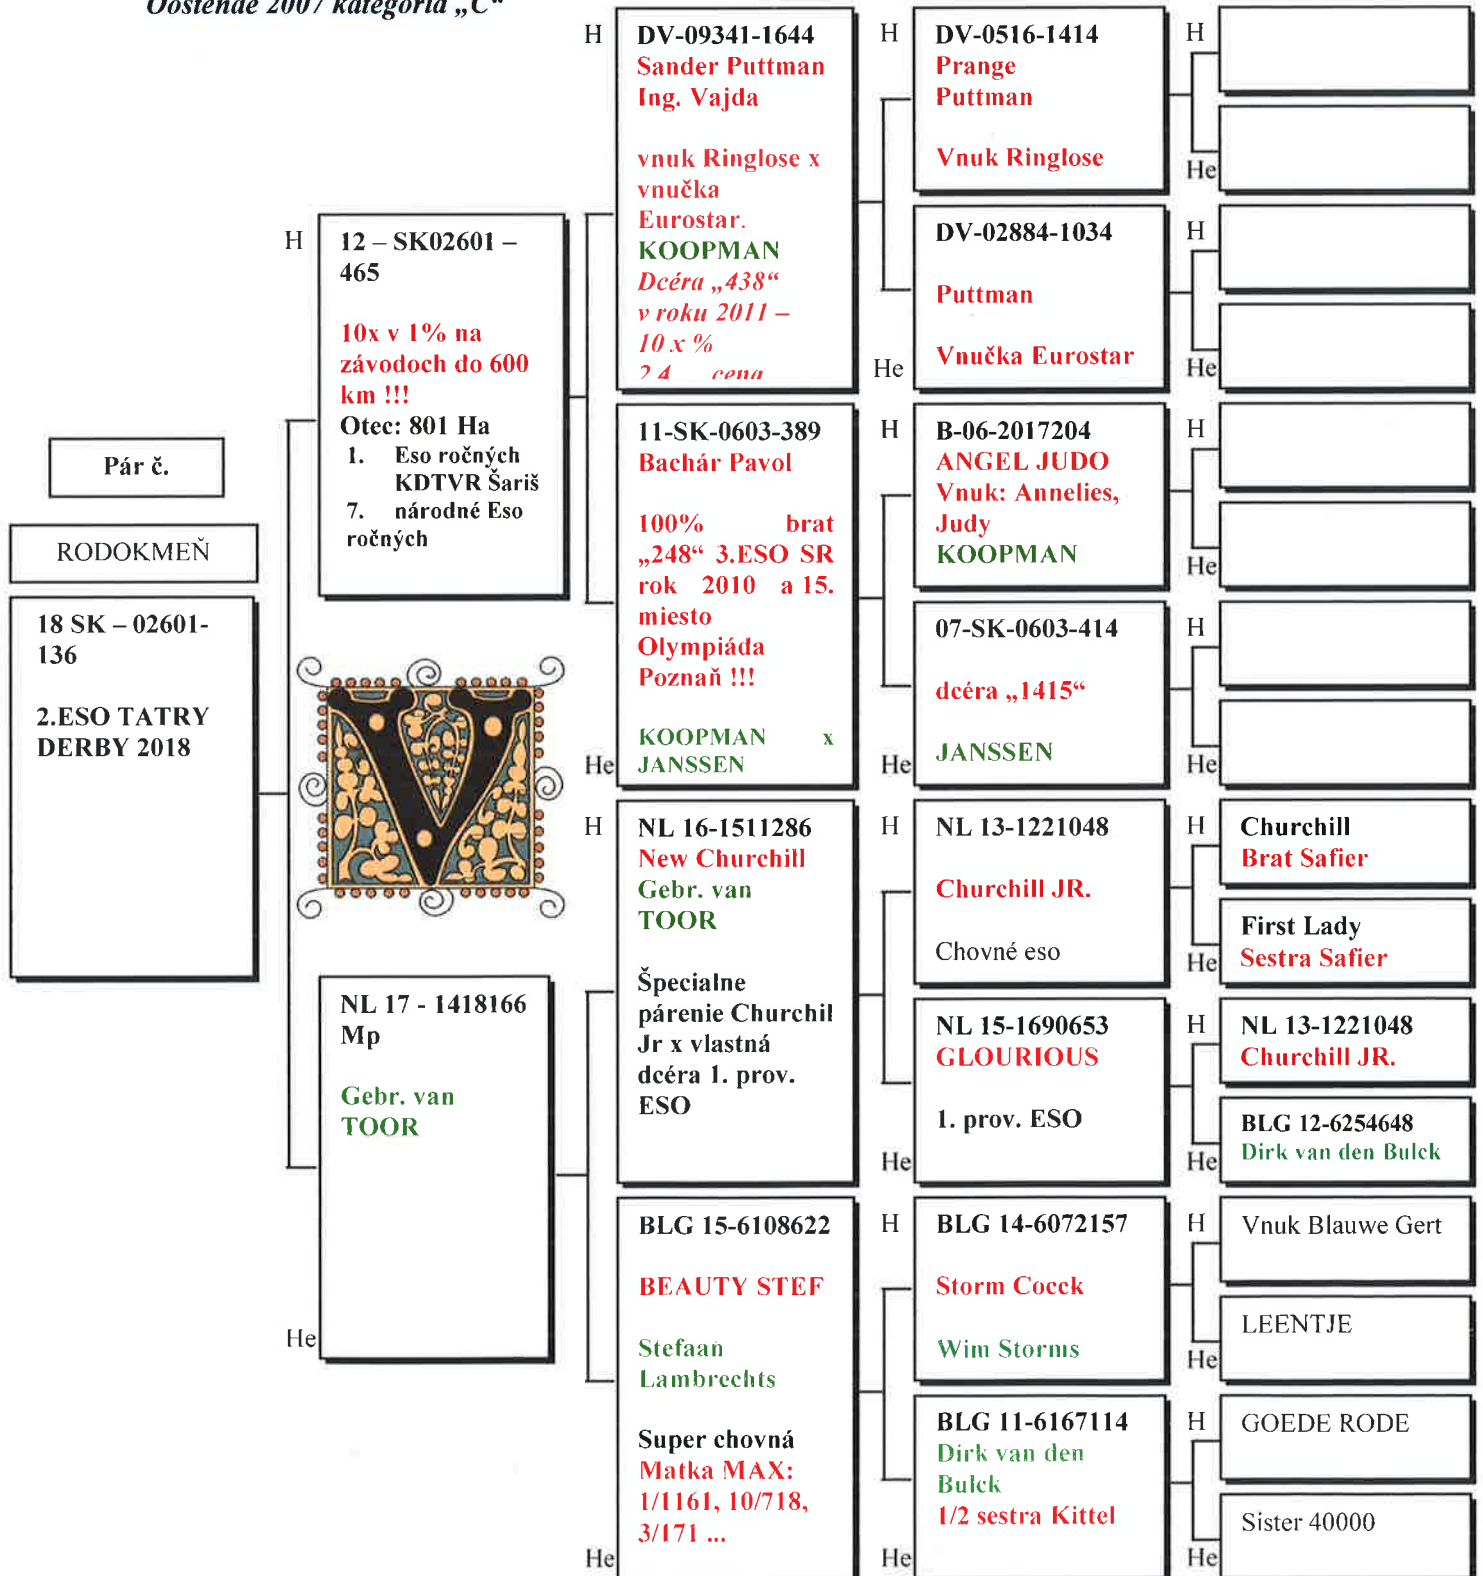 Oostende 2007 kategória „C“
Pár č.
RODOKMEŇ
18 SK – 02601-
136
2.ESO TATRY
DERBY 2018
H
12 – SK02601 –
465
10x v 1% na
závodoch do 600
km !!!
Otec: 801 Ha
1. Eso ročných
KDTVR Šariš
7. národné Eso
ročných
V
He
NL 17 - 1418166
Mp
Gebr. van
TOOR
H
DV-09341-1644
Sander Puttman
Ing. Vajda
vnuk Ringlose x
vnučka
Eurostar.
KOOPMAN
Dcéra „438“
v roku 2011 –
10 x %
2,4 cena
He
11-SK-0603-389
Bachár Pavol
100% brat
„248“ 3.ESO SR
rok 2010 a 15.
miesto
Olympiáda
Poznaň !!!
KOOPMAN x
JANSSEN
H
NL 16-1511286
New Churchill
Gebr. van
TOOR
Špecialne
párenie Churchil
Jr x vlastná
dcéra 1. prov.
ESO
He
BLG 15-6108622
BEAUTY STEF
Stefaan
Lambrechts
Super chovná
Matka MAX:
1/1161, 10/718,
3/171 ...
H
DV-0516-1414
Prange
Puttman
Vnuk Ringlose
He
DV-02884-1034
Puttman
Vnučka Eurostar
H
B-06-2017204
ANGEL JUDO
Vnuk: Annelies,
Judy
KOOPMAN
He
07-SK-0603-414
dcéra „1415“
JANSSEN
H
NL 13-1221048
Churchill JR.
Chovné eso
He
NL 15-1690653
GLOURIOUS
1. prov. ESO
H
BLG 14-6072157
Storm Cocck
Wim Storms
He
BLG 11-6167114
Dirk van den
Bulck
1/2 sestra Kittel
H
He
H
He
H
He
H
He
H
Churchill
Brat Safier
He
First Lady
Sestra Safier
H
NL 13-1221048
Churchill JR.
He
BLG 12-6254648
Dirk van den Bulck
H
Vnuk Blauwe Gert
He
LEENTJE
H
GOEDE RODE
He
Sister 40000